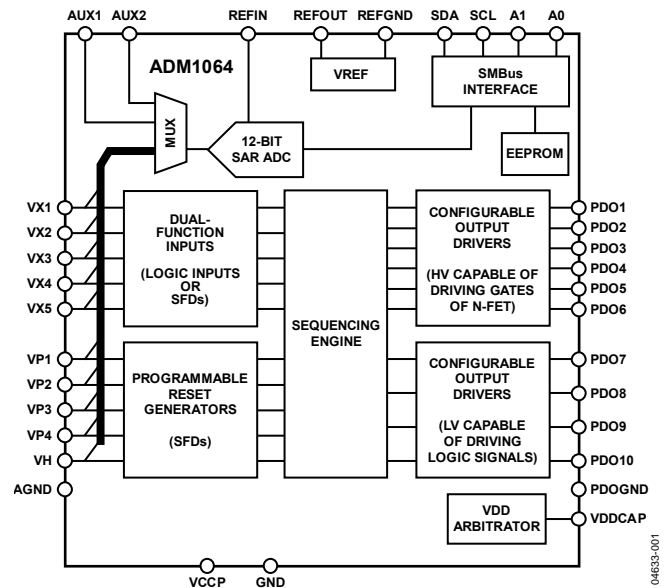 AUX1 AUX2 REFIN REFOUT REFGND SDA SCL A1 A0
ADM1064
VREF
SMBus
INTERFACE
MUX
12-BIT
SAR ADC
EEPROM
VX1
VX2
VX3
VX4
VX5
DUAL-
FUNCTION
INPUTS
(LOGIC INPUTS
OR
SFDs)
SEQUENCING
ENGINE
CONFIGURABLE
OUTPUT
DRIVERS
(HV CAPABLE OF
DRIVING GATES
OF N-FET)
PDO1
PDO2
PDO3
PDO4
PDO5
PDO6
VP1
VP2
VP3
VP4
VH
AGND
PROGRAMMABLE
RESET
GENERATORS
(SFDs)
CONFIGURABLE
OUTPUT
DRIVERS
(LV CAPABLE
OF DRIVING
LOGIC SIGNALS)
PDO7
PDO8
PDO9
PDO10
PDOGND
VDD
ARBITRATOR
VDDCAP
VCCP GND
04633-001